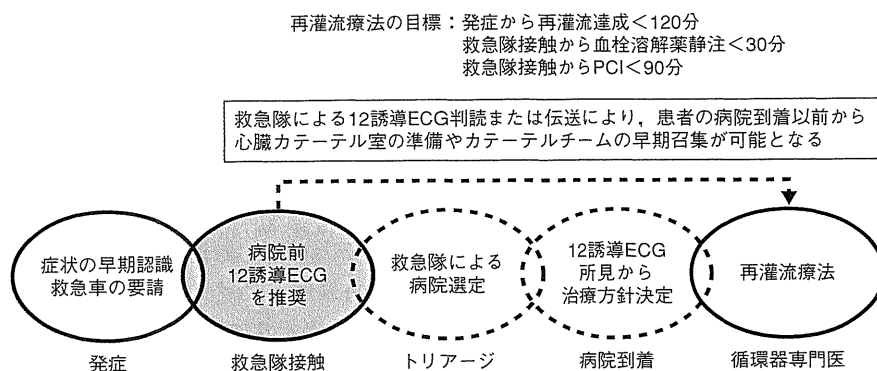 再灌流療法の目標：発症から再灌流達成＜120分
救急隊接触から血栓溶解薬静注＜30分
救急隊接触からPCI＜90分
救急隊による12誘導ECG判読または伝送により，患者の病院到着以前から
心臓カテーテル室の準備やカテーテルチームの早期召集が可能となる
症状の早期認識
救急車の要請
病院前
12誘導ECG
を推奨
救急隊による
病院選定
12誘導ECG
所見から
治療方針決定
再灌流療法
発症
救急隊接触
トリアージ
病院到着
循環器専門医